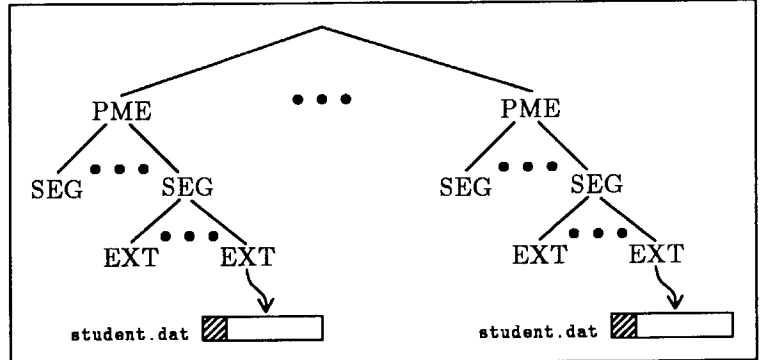 PME PME
SEG SEG SEG SEG
EXT EXT EXT EXT
student.dat student.dat